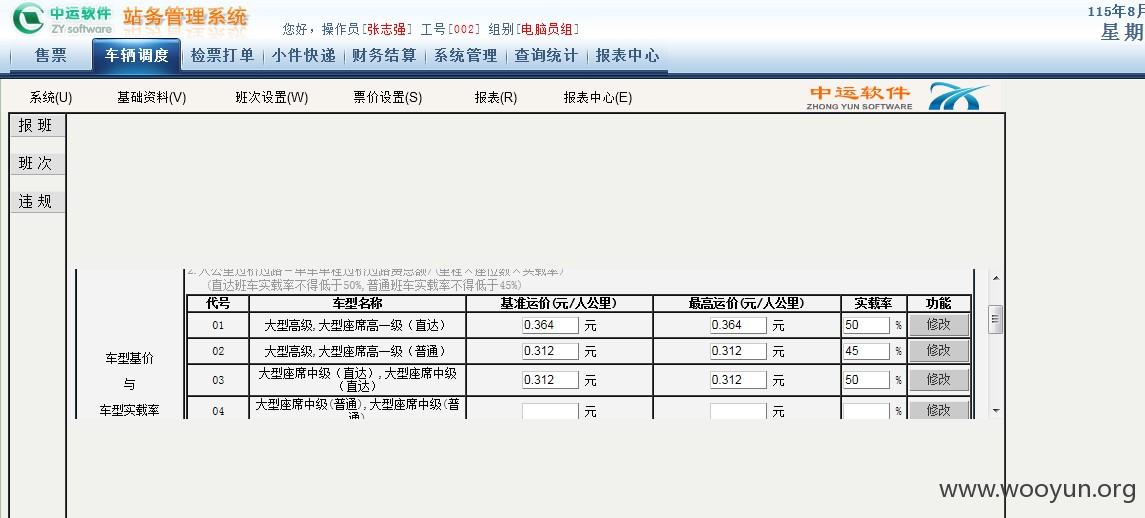 中运软件 站务管理系统
ZY software
您好，操作员[张志强] 工号[002] 组别[电脑员组]
115年8月
星期
售票 车辆调度 检票打单 小件快递 财务结算 系统管理 查询统计 报表中心
系统(U) 基础资料(V) 班次设置(W) 票价设置(S) 报表(R) 报表中心(E)
中运软件
ZHONG YUN SOFTWARE
报班
班次
违规
(直达班车实载率不得低于50%,普通班车实载率不得低于45%)
代号 车型名称 基准运价(元/人公里) 最高运价(元/人公里) 实载率 功能
01 大型高级,大型座席高一级（直达） 0.364 元 0.364 元 50 % 修改
02 大型高级,大型座席高一级（普通） 0.312 元 0.312 元 45 % 修改
03 大型座席中级（直达）,大型座席中级（直达） 0.312 元 0.312 元 50 % 修改
04 大型座席中级(普通),大型座席中级(普通) 元 元 % 修改
车型基价
与
车型实载率
www.wooyun.org